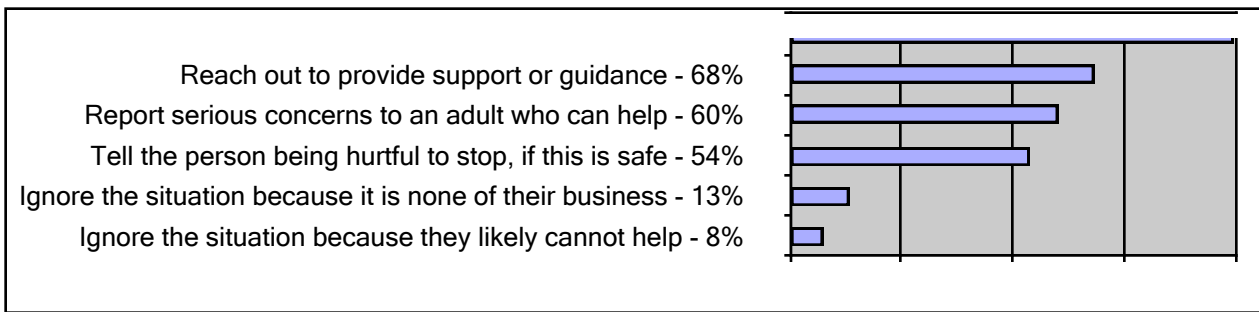 Reach out to provide support or guidance - 68%
Report serious concerns to an adult who can help - 60%
Tell the person being hurtful to stop, if this is safe - 54%
Ignore the situation because it is none of their business - 13%
Ignore the situation because they likely cannot help - 8%